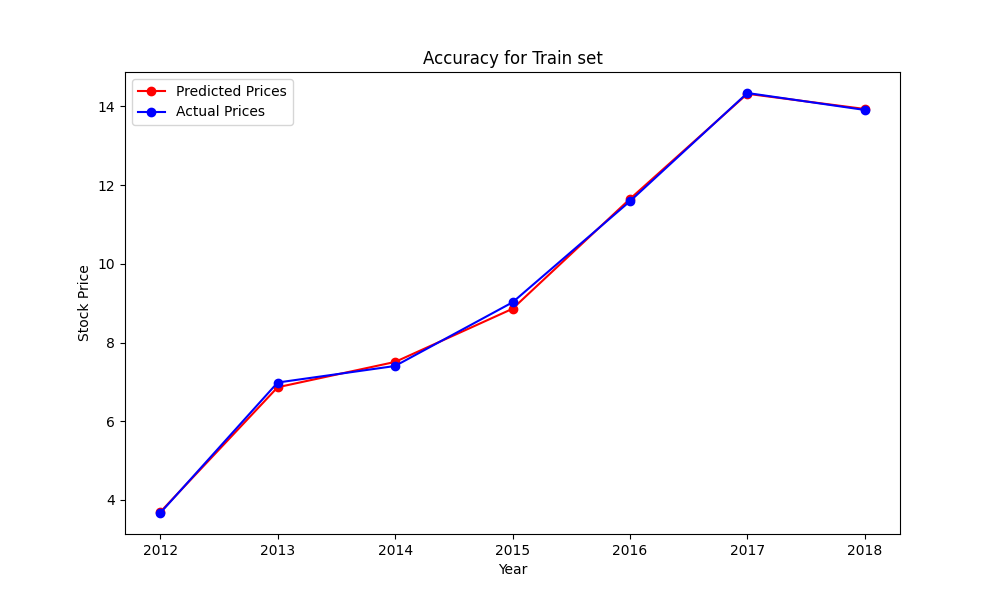 Accuracy for Train set
Predicted Prices
Actual Prices
14
12
10
8
6
4
Stock Price
2012 2013 2014 2015 2016 2017 2018
Year